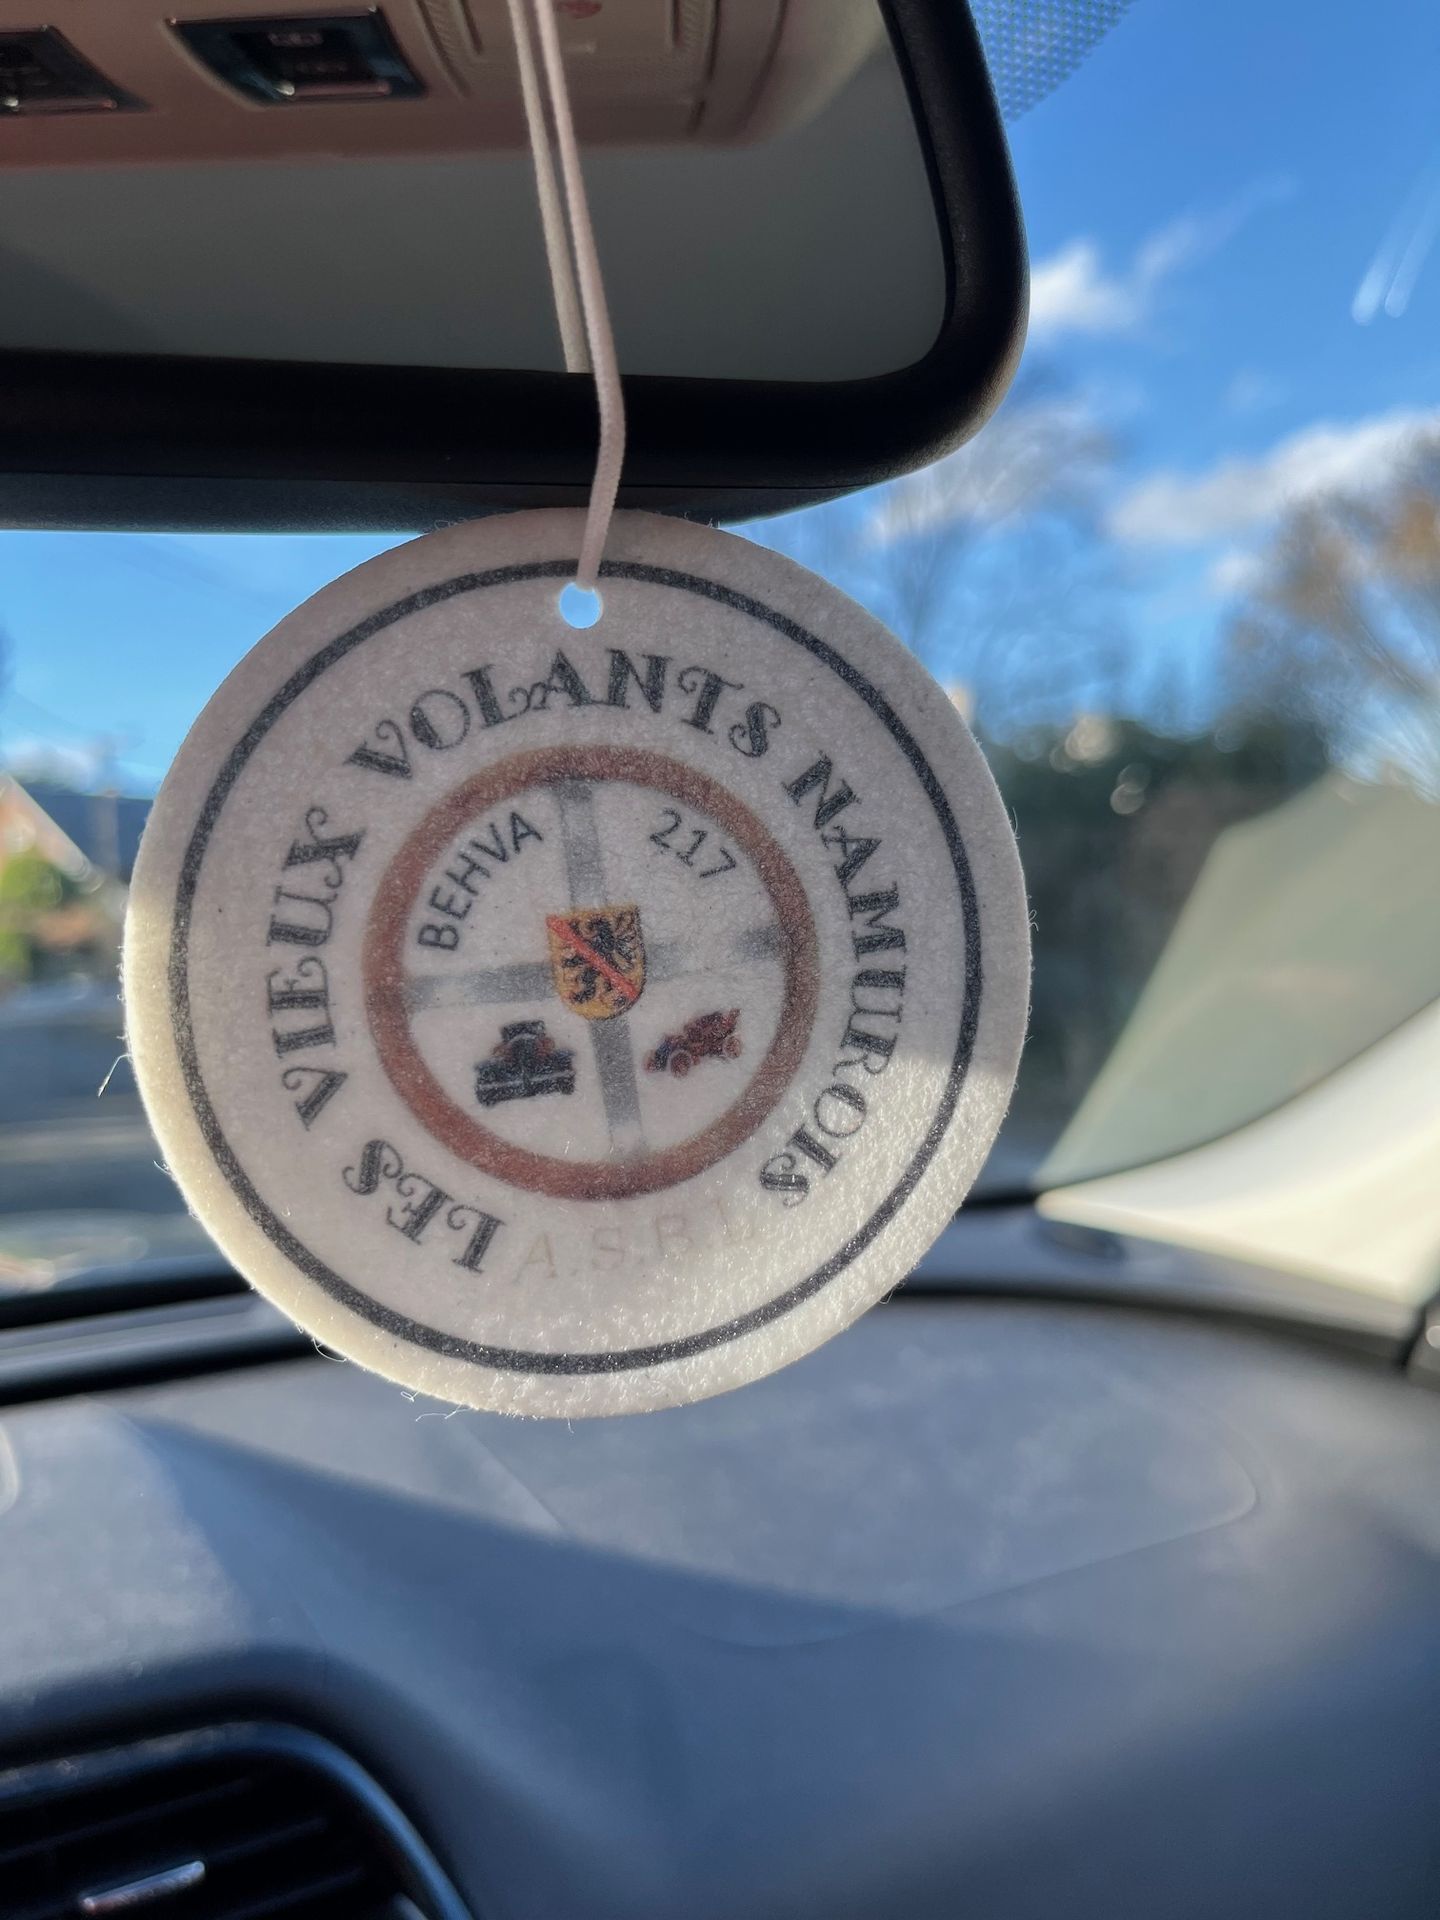 LES VIEUX VOLANTS NAMUROIS
A.S.B.L.
BEHVA
217